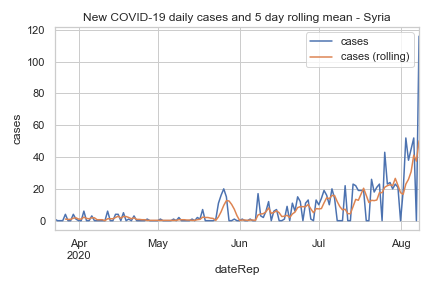 New COVID-19 daily cases and 5 day rolling mean - Syria
cases
cases (rolling)
120
100
80
60
40
20
0
cases
Apr
2020
May
Jun
Jul
Aug
dateRep